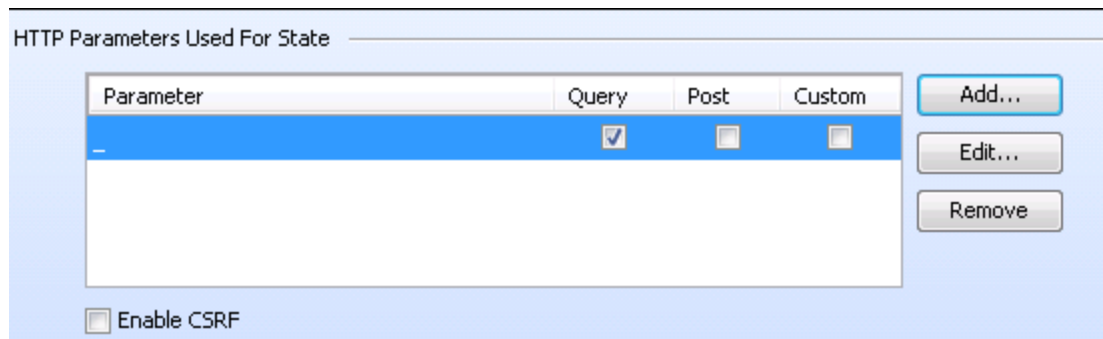 HTTP Parameters Used For State
Parameter Query Post Custom Add...
_
Edit...
Remove
Enable CSRF